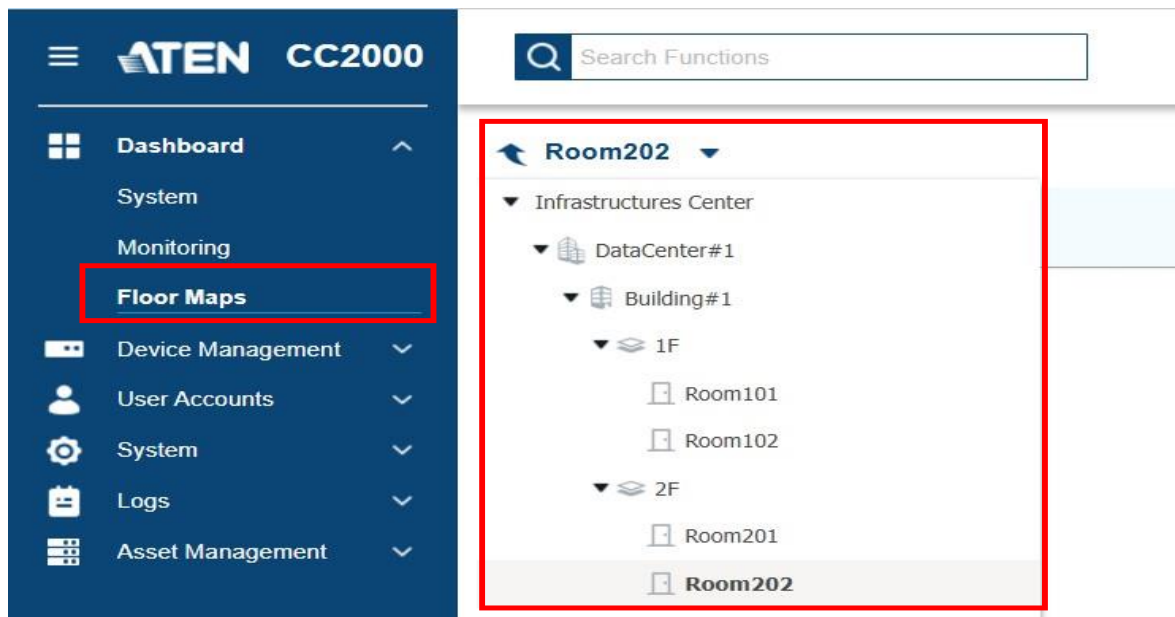 ATEN CC2000
Search Functions
Dashboard
System
Monitoring
Floor Maps
Device Management
User Accounts
System
Logs
Asset Management
Room202
Infrastructures Center
DataCenter#1
Building#1
1F
Room101
Room102
2F
Room201
Room202